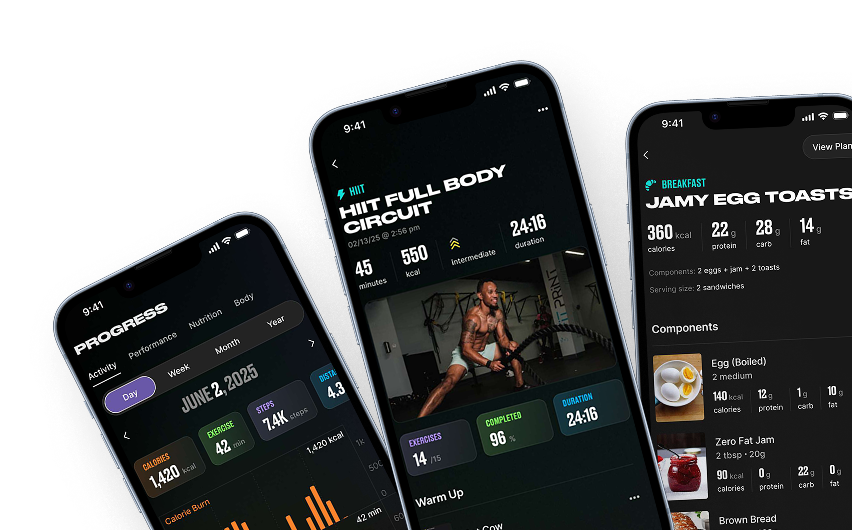 9:41
PROGRESS
Activity Performance Nutrition Body
Day Week Month Year
JUNE 2, 2025
CALORIES
1,420 kcal
EXERCISE
42 min
STEPS
7.4K steps
DISTA
4.3
Calorie Burn
1,420 kcal
1K
500
0
42 min
9:41
HIIT
HIIT FULL BODY
CIRCUIT
02/13/25 @ 2:56 pm
45
minutes
550
kcal
intermediate
24:16
duration
PRINT
EXERCISES
14 /15
COMPLETED
96 %
DURATION
24:16
Warm Up
Cow
9:41
View Plan
BREAKFAST
JAMY EGG TOASTS
360 kcal
calories
22 g
protein
28 g
carb
14 g
fat
Components: 2 eggs + jam + 2 toasts
Serving size: 2 sandwiches
Components
Egg (Boiled)
2 medium
140 kcal
calories
12 g
protein
1 g
carb
10 g
fat
Zero Fat Jam
2 tbsp • 20g
90 kcal
calories
0 g
protein
22 g
carb
0 g
fat
Brown Bread